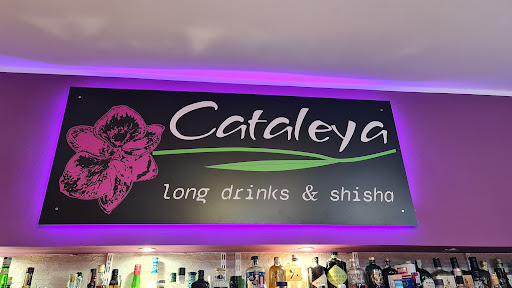 Cataleya
long drinks & shisha